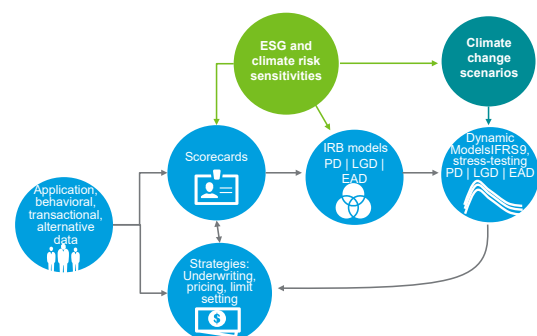 ESG and
climate risk
sensitivities
Climate
change
scenarios
Scorecards
IRB models
PD | LGD |
EAD
Dynamic
ModelsIFRS9,
stress-testing
PD | LGD | EAD
Application,
behavioral,
transactional,
alternative
data
Strategies:
Underwriting,
pricing, limit
setting
$